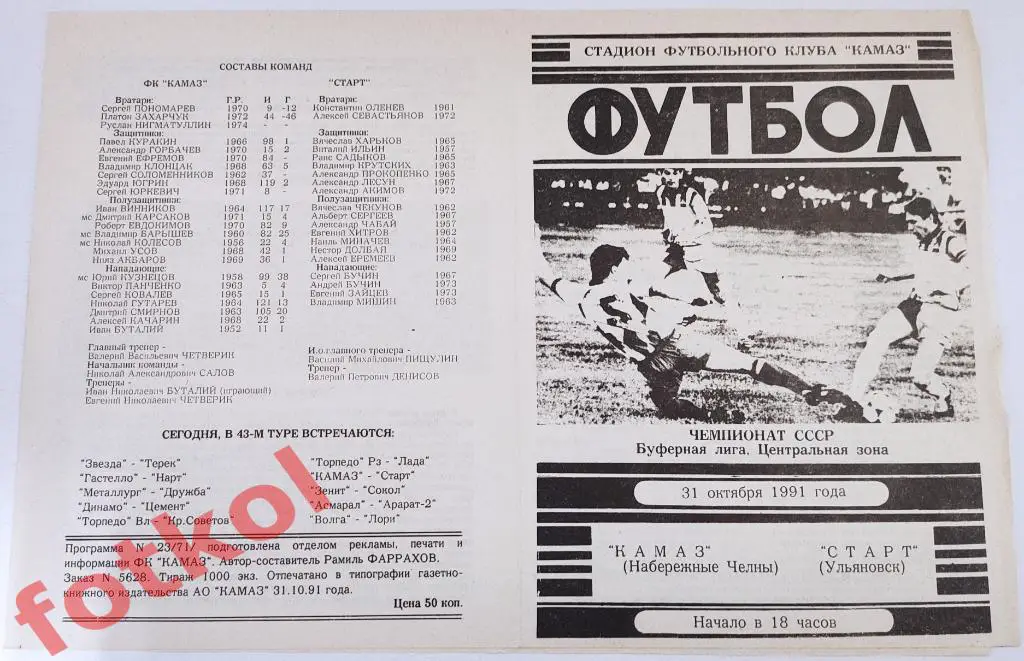 СОСТАВЫ КОМАНД
ФК "КАМАЗ" Г.Р. И Г
Вратари:
Сергей ПОНОМАРЕВ 1970 9 -12
Платон ЗАХАРЧУК 1972 44 -46
Руслан НИГМАТУЛЛИН 1974 - -
Защитники:
Павел КУРАКИН 1966 98 1
Александр ГОРБАЧЕВ 1970 15 2
Евгений ЕФРЕМОВ 1970 84 -
Владимир КЛОНЦАК 1968 63 5
Сергей СОЛОМЕННИКОВ 1962 37 -
Эдуард ЮГРИН 1968 119 2
Сергей ЮРКЕВИЧ 1971 8 -
Полузащитники:
Иван ВИННИКОВ 1964 117 17
мс Дмитрий КАРСАКОВ 1971 15 4
Роберт ЕВДОКИМОВ 1970 82 9
мс Владимир БАРЫШЕВ 1960 82 25
мс Николай КОЛЕСОВ 1956 22 4
Михаил УСОВ 1968 42 1
Нияз АКБАРОВ 1969 36 1
Нападающие:
мс Юрий КУЗНЕЦОВ 1958 99 38
Виктор ПАНЧЕНКО 1963 5 4
Сергей КОВАЛЕВ 1965 15 1
Николай ГУТАРЕВ 1964 121 13
Дмитрий СМИРНОВ 1963 105 20
Алексей КАЧАРИН 1968 22 2
Иван БУТАЛИЙ 1952 11 1
"СТАРТ"
Вратари:
Константин ОЛЕНЕВ 1961
Алексей СЕВАСТЬЯНОВ 1972
Защитники:
Вячеслав ХАРЬКОВ 1965
Виталий ИЛЬИН 1957
Раис САДЫКОВ 1965
Владимир КРУТСКИХ 1963
Александр ПРОКОПЕНКО 1965
Александр ЛЕСУН 1967
Александр АКИМОВ 1972
Полузащитники:
Вячеслав ЧЕКУНОВ 1962
Альберт СЕРГЕЕВ 1967
Александр ЧАБАЙ 1957
Евгений ХИТРОВ 1962
Наиль МИНАЧЕВ 1964
Нестор ДОЛБАЙ 1969
Алексей ЕРЕМЕЕВ 1962
Нападающие:
Сергей БУЧИН 1967
Андрей БУЧИН 1973
Евгений ЗАЙЦЕВ 1973
Владимир МИШИН 1963
Главный тренер -
Валерий Васильевич ЧЕТВЕРИК
Начальник команды -
Николай Александрович САЛОВ
Тренеры -
Иван Николаевич БУТАЛИЙ (играющий)
Евгений Николаевич ЧЕТВЕРИК
И.о.главного тренера -
Василий Михайлович ПИЩУЛИН
Тренер -
Валерий Петрович ДЕНИСОВ
СЕГОДНЯ, В 43-М ТУРЕ ВСТРЕЧАЮТСЯ:
"Звезда" - "Терек"
"Гастелло" - "Нарт"
"Металлург" - "Дружба"
"Динамо" - "Цемент"
"Торпедо" Вл - "Кр.Советов"
"Торпедо" Рз - "Лада"
"КАМАЗ" - "Старт"
"Зенит" - "Сокол"
"Асмарал" - "Арарат-2"
"Волга" - "Лори"
Программа N 23/71/ подготовлена отделом рекламы, печати и
информации ФК "КАМАЗ". Автор-составитель Рамиль ФАРРАХОВ.
Заказ N 5628. Тираж 1000 экз. Отпечатано в типографии газетно-
книжного издательства АО "КАМАЗ" 31.10.91 года.
Цена 50 коп.
fotkol
СТАДИОН ФУТБОЛЬНОГО КЛУБА "КАМАЗ"
ФУТБОЛ
ЧЕМПИОНАТ СССР
Буферная лига. Центральная зона
31 октября 1991 года
"КАМАЗ" "СТАРТ"
(Набережные Челны) (Ульяновск)
Начало в 18 часов